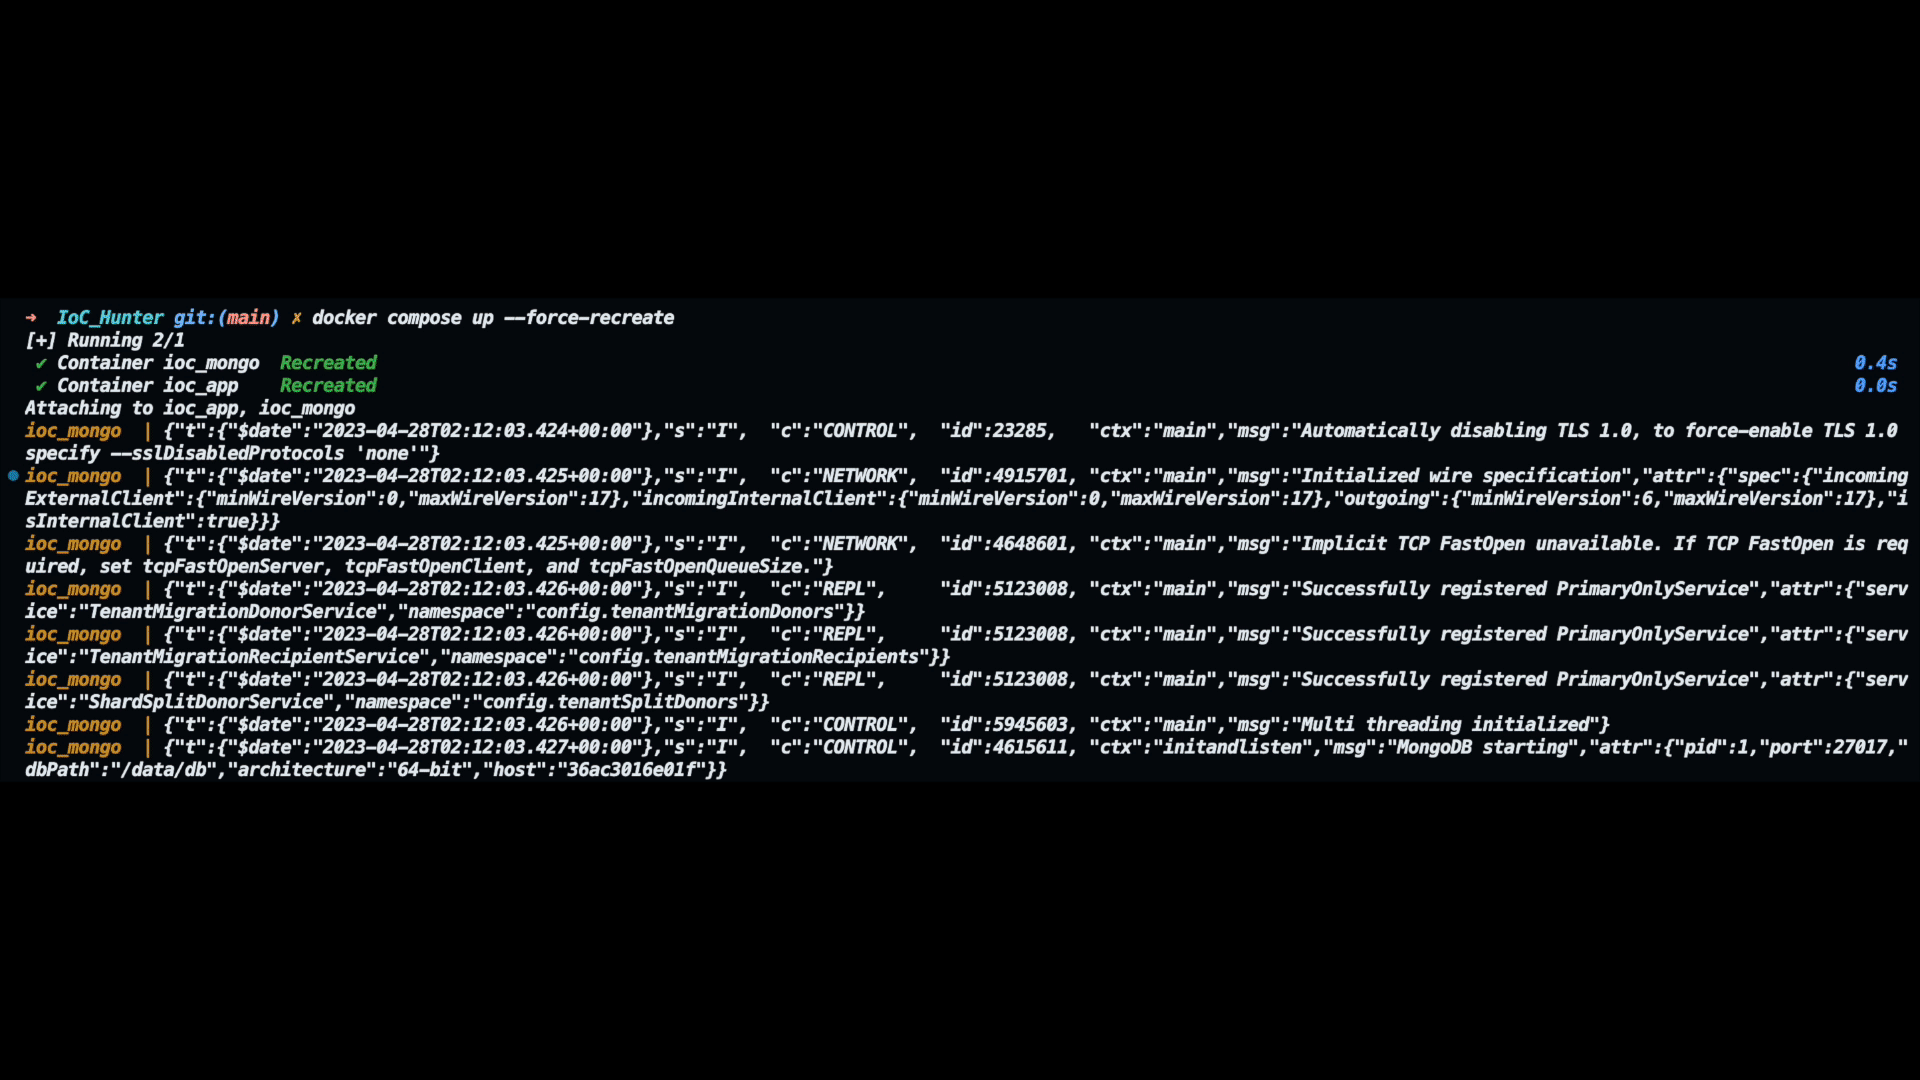 ➜  IoC_Hunter git:(main) ✗ docker compose up --force-recreate
[+] Running 2/1
✔ Container ioc_mongo  Recreated 0.4s
✔ Container ioc_app    Recreated 0.0s
Attaching to ioc_app, ioc_mongo
ioc_mongo  | {"t":{"$date":"2023-04-28T02:12:03.424+00:00"},"s":"I",  "c":"CONTROL",  "id":23285,   "ctx":"main","msg":"Automatically disabling TLS 1.0, to force-enable TLS 1.0
specify --sslDisabledProtocols 'none'"}
ioc_mongo  | {"t":{"$date":"2023-04-28T02:12:03.425+00:00"},"s":"I",  "c":"NETWORK",  "id":4915701, "ctx":"main","msg":"Initialized wire specification","attr":{"spec":{"incoming
ExternalClient":{"minWireVersion":0,"maxWireVersion":17},"incomingInternalClient":{"minWireVersion":0,"maxWireVersion":17},"outgoing":{"minWireVersion":6,"maxWireVersion":17},"i
sInternalClient":true}}}
ioc_mongo  | {"t":{"$date":"2023-04-28T02:12:03.425+00:00"},"s":"I",  "c":"NETWORK",  "id":4648601, "ctx":"main","msg":"Implicit TCP FastOpen unavailable. If TCP FastOpen is req
uired, set tcpFastOpenServer, tcpFastOpenClient, and tcpFastOpenQueueSize."}
ioc_mongo  | {"t":{"$date":"2023-04-28T02:12:03.426+00:00"},"s":"I",  "c":"REPL",     "id":5123008, "ctx":"main","msg":"Successfully registered PrimaryOnlyService","attr":{"serv
ice":"TenantMigrationDonorService","namespace":"config.tenantMigrationDonors"}}
ioc_mongo  | {"t":{"$date":"2023-04-28T02:12:03.426+00:00"},"s":"I",  "c":"REPL",     "id":5123008, "ctx":"main","msg":"Successfully registered PrimaryOnlyService","attr":{"serv
ice":"TenantMigrationRecipientService","namespace":"config.tenantMigrationRecipients"}}
ioc_mongo  | {"t":{"$date":"2023-04-28T02:12:03.426+00:00"},"s":"I",  "c":"REPL",     "id":5123008, "ctx":"main","msg":"Successfully registered PrimaryOnlyService","attr":{"serv
ice":"ShardSplitDonorService","namespace":"config.tenantSplitDonors"}}
ioc_mongo  | {"t":{"$date":"2023-04-28T02:12:03.426+00:00"},"s":"I",  "c":"CONTROL",  "id":5945603, "ctx":"main","msg":"Multi threading initialized"}
ioc_mongo  | {"t":{"$date":"2023-04-28T02:12:03.427+00:00"},"s":"I",  "c":"CONTROL",  "id":4615611, "ctx":"initandlisten","msg":"MongoDB starting","attr":{"pid":1,"port":27017,"
dbPath":"/data/db","architecture":"64-bit","host":"36ac3016e01f"}}